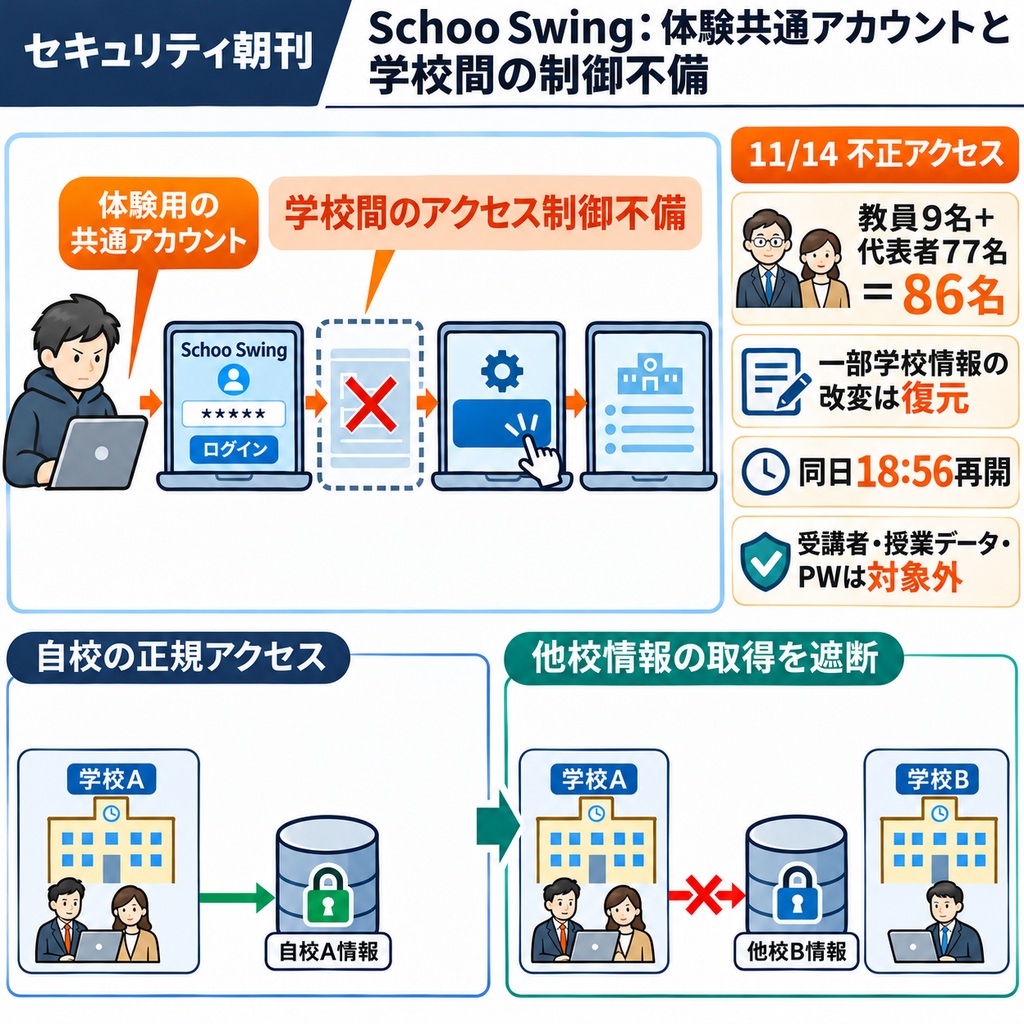 セキュリティ朝刊
Schoo Swing：体験共通アカウントと
学校間の制御不備
体験用の
共通アカウント
学校間のアクセス制御不備
Schoo Swing
*****
ログイン
11/14 不正アクセス
教員9名＋
代表者77名
＝86名
一部学校情報の
改変は復元
同日18:56再開
受講者・授業データ・
PWは対象外
自校の正規アクセス
学校A
自校A情報
他校情報の取得を遮断
学校A
他校B情報
学校B